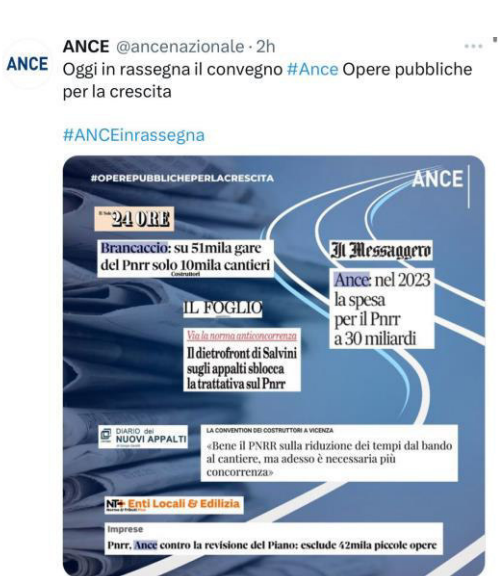 ANCE @ancenazionale · 2h
ANCE
Oggi in rassegna il convegno #Ance Opere pubbliche
per la crescita
#ANCEinrassegna
#OPEREPUBBLICHEPERLACRESCITA
ANCE
Il Sole
24 ORE
Brancaccio: su 51mila gare
del Pnrr solo 10mila cantieri
Costruttori
Il Messaggero
Ance: nel 2023
la spesa
per il Pnrr
a 30 miliardi
IL FOGLIO
Via la norma anticoncorrenza
Il dietrofront di Salvini
sugli appalti sblocca
la trattativa sul Pnrr
DIARIO dei
NUOVI APPALTI
LA CONVENTION DEI COSTRUTTORI A VICENZA
«Bene il PNRR sulla riduzione dei tempi dal bando
al cantiere, ma adesso è necessaria più
concorrenza»
NT+ Enti Locali & Edilizia
Imprese
Pnrr, Ance contro la revisione del Piano: esclude 42mila piccole opere